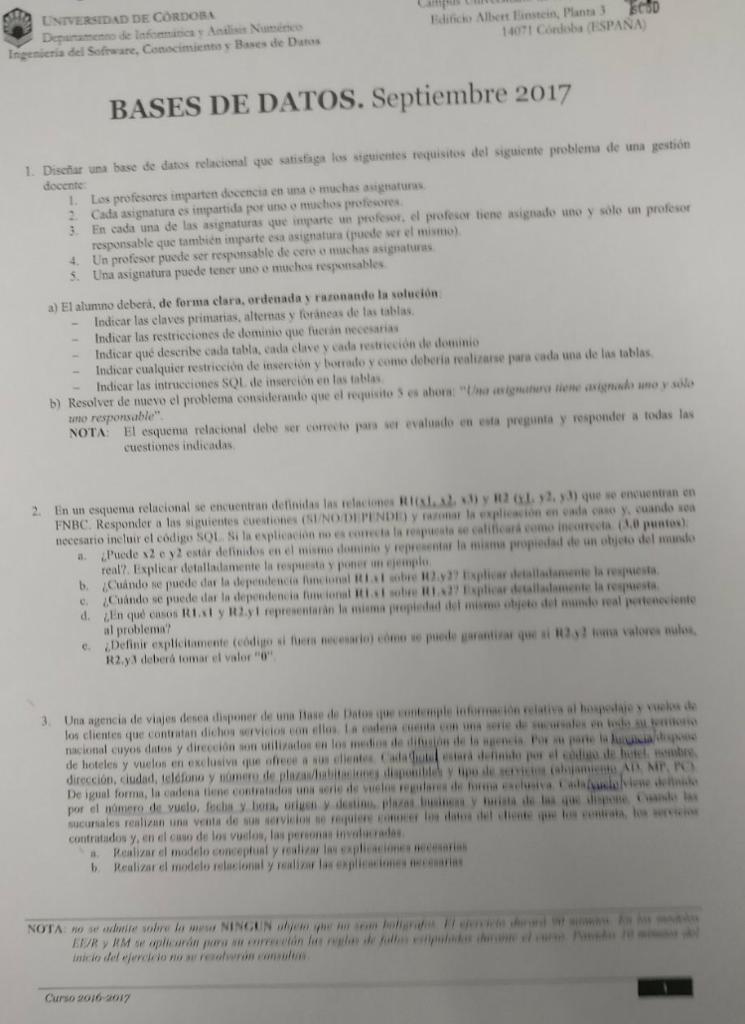 UNIVERSIDAD DE CÓRDOBA
Departamento de Informática y Análisis Numérico
Ingeniería del Software, Conocimiento y Bases de Datos
Edificio Albert Einstein, Planta 3
14071 Córdoba (ESPAÑA)
BASES DE DATOS. Septiembre 2017
1. Diseñar una base de datos relacional que satisfaga los siguientes requisitos del siguiente problema de una gestión
docente:
1. Los profesores imparten docencia en una o muchas asignaturas.
2. Cada asignatura es impartida por uno o muchos profesores.
3. En cada una de las asignaturas que imparte un profesor, el profesor tiene asignado uno y sólo un profesor
responsable que también imparte esa asignatura (puede ser el mismo).
4. Un profesor puede ser responsable de cero o muchas asignaturas.
5. Una asignatura puede tener uno o muchos responsables.
a) El alumno deberá, de forma clara, ordenada y razonando la solución:
– Indicar las claves primarias, alternas y foráneas de las tablas.
– Indicar las restricciones de dominio que fuerán necesarias
– Indicar qué describe cada tabla, cada clave y cada restricción de dominio
– Indicar cualquier restricción de inserción y borrado y como debería realizarse para cada una de las tablas.
– Indicar las intrucciones SQL de inserción en las tablas.
b) Resolver de nuevo el problema considerando que el requisito 5 es ahora: "Una asignatura tiene asignado uno y sólo
uno responsable".
NOTA: El esquema relacional debe ser correcto para ser evaluado en esta pregunta y responder a todas las
cuestiones indicadas.
2. En un esquema relacional se encuentran definidas las relaciones R1(x1, x2, x3) y R2 (y1, y2, y3) que se encuentran en
FNBC. Responder a las siguientes cuestiones (SI/NO/DEPENDE) y razonar la explicación en cada caso y, cuando sea
necesario incluir el código SQL. Si la explicación no es correcta la respuesta se calificará como incorrecta. (3,0 puntos):
a. ¿Puede x2 e y2 estár definidos en el mismo dominio y representar la misma propiedad de un objeto del mundo
real?. Explicar detalladamente la respuesta y poner un ejemplo.
b. ¿Cuándo se puede dar la dependencia funcional R1.x1 sobre R2.y2? Explicar detalladamente la respuesta.
c. ¿Cuándo se puede dar la dependencia funcional R1.x1 sobre R1.x2? Explicar detalladamente la respuesta.
d. ¿En qué casos R1.x1 y R2.y1 representarán la misma propiedad del mismo objeto del mundo real perteneciente
al problema?
e. ¿Definir explícitamente (código si fuera necesario) cómo se puede garantizar que si R2.y2 toma valores nulos,
R2.y3 deberá tomar el valor "0".
3. Una agencia de viajes desea disponer de una Base de Datos que contemple información relativa al hospedaje y vuelos de
los clientes que contratan dichos servicios con ellos. La cadena cuenta con una serie de sucursales en todo su territorio
nacional cuyos datos y dirección son utilizados en los medios de difusión de la agencia. Por su parte la agencia dispone
de hoteles y vuelos en exclusiva que ofrece a sus clientes. Cada hotel estará definido por el código de hotel, nombre,
dirección, ciudad, teléfono y número de plazas/habitaciones disponibles y tipo de servicios (alojamiento AD, MP, PC).
De igual forma, la cadena tiene contratados una serie de vuelos regulares de forma exclusiva. Cada vuelo viene definido
por el número de vuelo, fecha y hora, origen y destino, plazas business y turista de las que dispone. Cuando las
sucursales realizan una venta de sus servicios se requiere conocer los datos del cliente que los contrata, los servicios
contratados y, en el caso de los vuelos, las personas involucradas.
a. Realizar el modelo conceptual y realizar las explicaciones necesarias
b. Realizar el modelo relacional y realizar las explicaciones necesarias
NOTA: no se admite sobre la mesa NINGÚN objeto que no sean bolígrafos. El ejercicio durará 90 minutos. En los modelos
EE/R y RM se aplicarán para su corrección las reglas de fallos estipuladas durante el curso. Pasados 10 minutos del
inicio del ejercicio no se resolverán consultas.
Curso 2016-2017
1